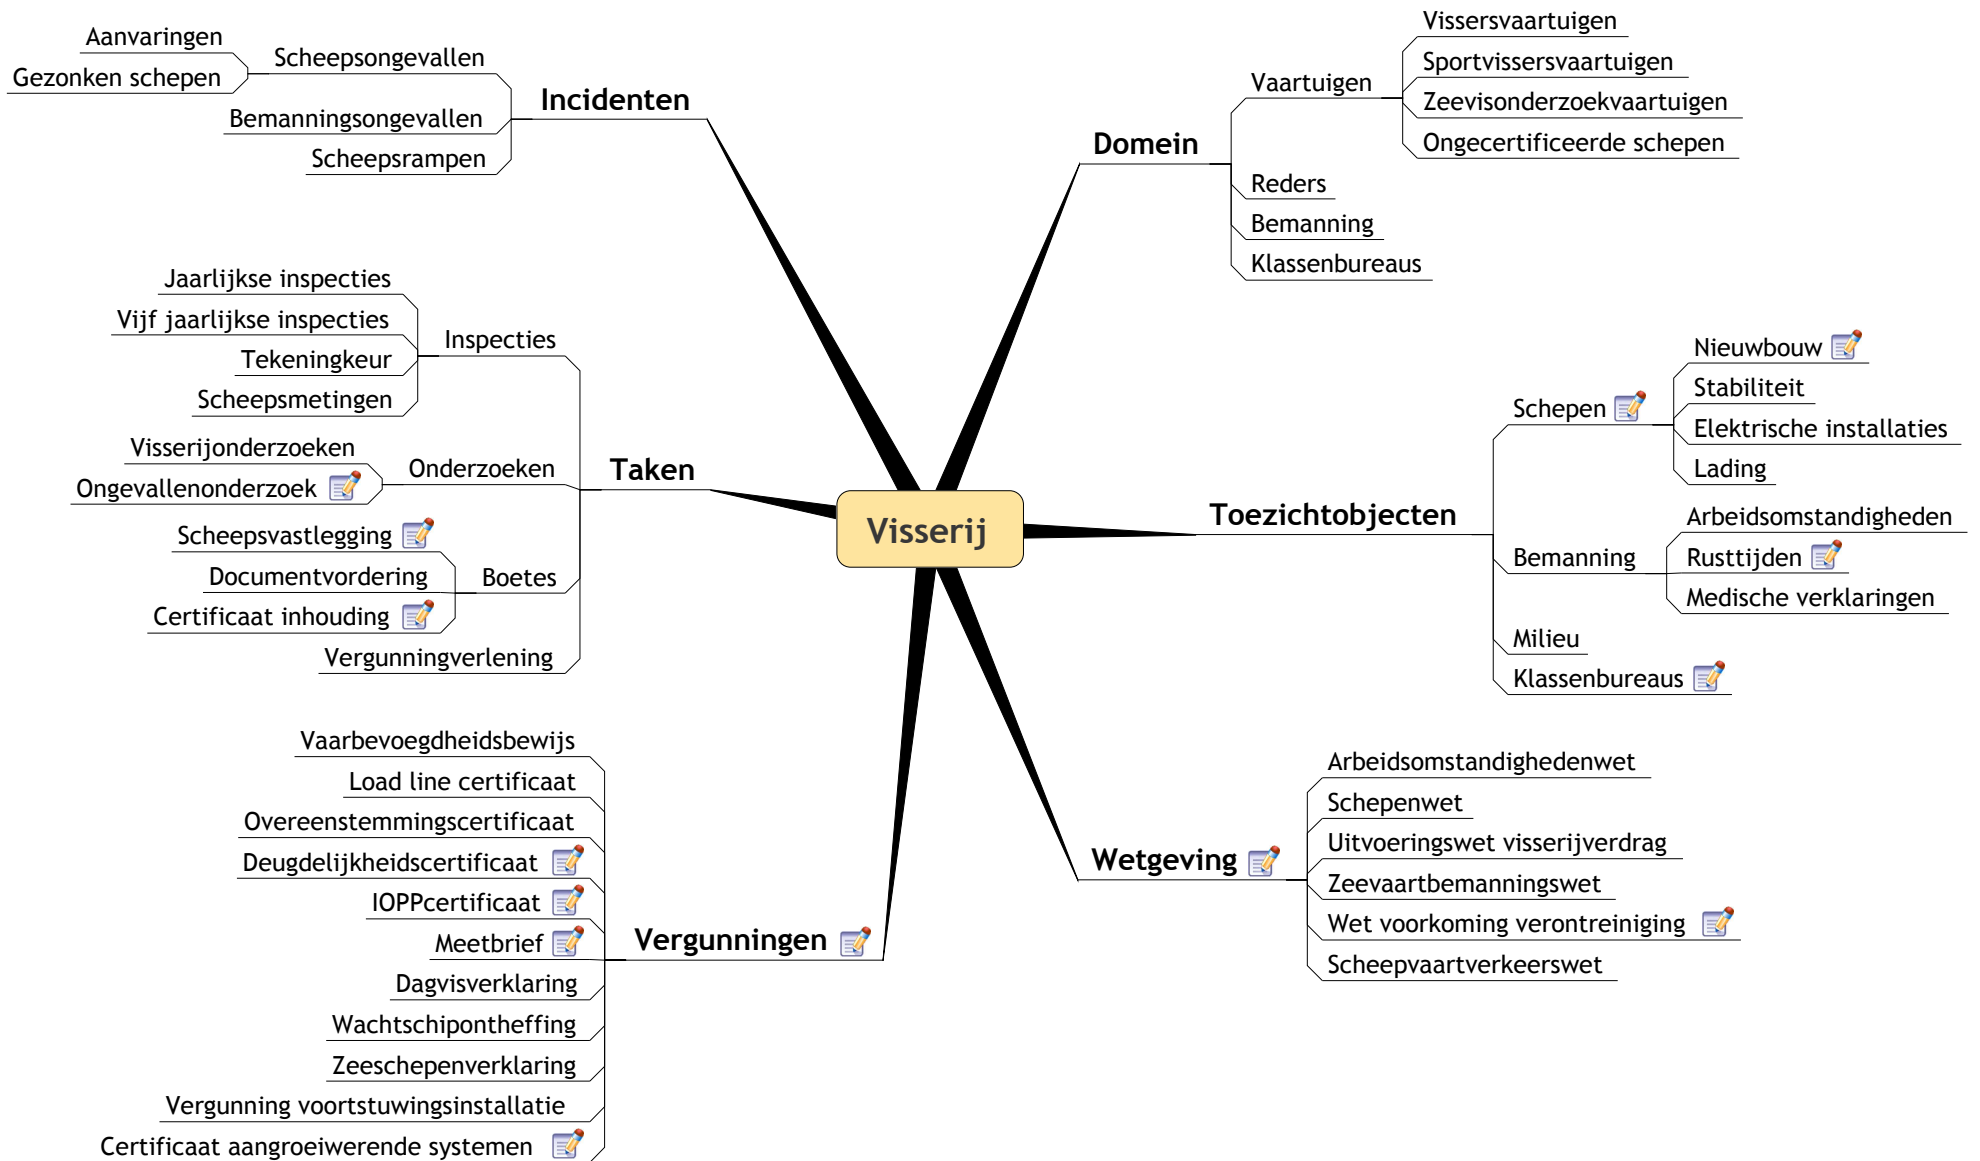 Visserij
Incidenten
Scheepsongevallen
Aanvaringen
Gezonken schepen
Bemanningsongevallen
Scheepsrampen
Taken
Inspecties
Jaarlijkse inspecties
Vijf jaarlijkse inspecties
Tekeningkeur
Scheepsmetingen
Onderzoeken
Visserijonderzoeken
Ongevallenonderzoek
Boetes
Scheepsvastlegging
Documentvordering
Certificaat inhouding
Vergunningverlening
Vergunningen
Vaarbevoegdheidsbewijs
Load line certificaat
Overeenstemmingscertificaat
Deugdelijkheidscertificaat
IOPPcertificaat
Meetbrief
Dagvisverklaring
Wachtschipontheffing
Zeeschepenverklaring
Vergunning voortstuwingsinstallatie
Certificaat aangroeiwerende systemen
Domein
Vaartuigen
Vissersvaartuigen
Sportvissersvaartuigen
Zeevisonderzoekvaartuigen
Ongecertificeerde schepen
Reders
Bemanning
Klassenbureaus
Toezichtobjecten
Schepen
Nieuwbouw
Stabiliteit
Elektrische installaties
Lading
Bemanning
Arbeidsomstandigheden
Rusttijden
Medische verklaringen
Milieu
Klassenbureaus
Wetgeving
Arbeidsomstandighedenwet
Schepenwet
Uitvoeringswet visserijverdrag
Zeevaartbemanningswet
Wet voorkoming verontreiniging
Scheepvaartverkeerswet